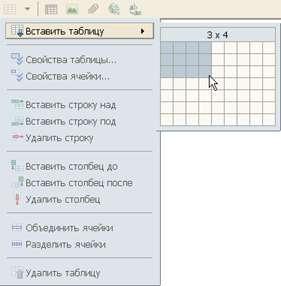 Вставить таблицу
3 x 4
Свойства таблицы...
Свойства ячейки...
Вставить строку над
Вставить строку под
Удалить строку
Вставить столбец до
Вставить столбец после
Удалить столбец
Объединить ячейки
Разделить ячейки
Удалить таблицу